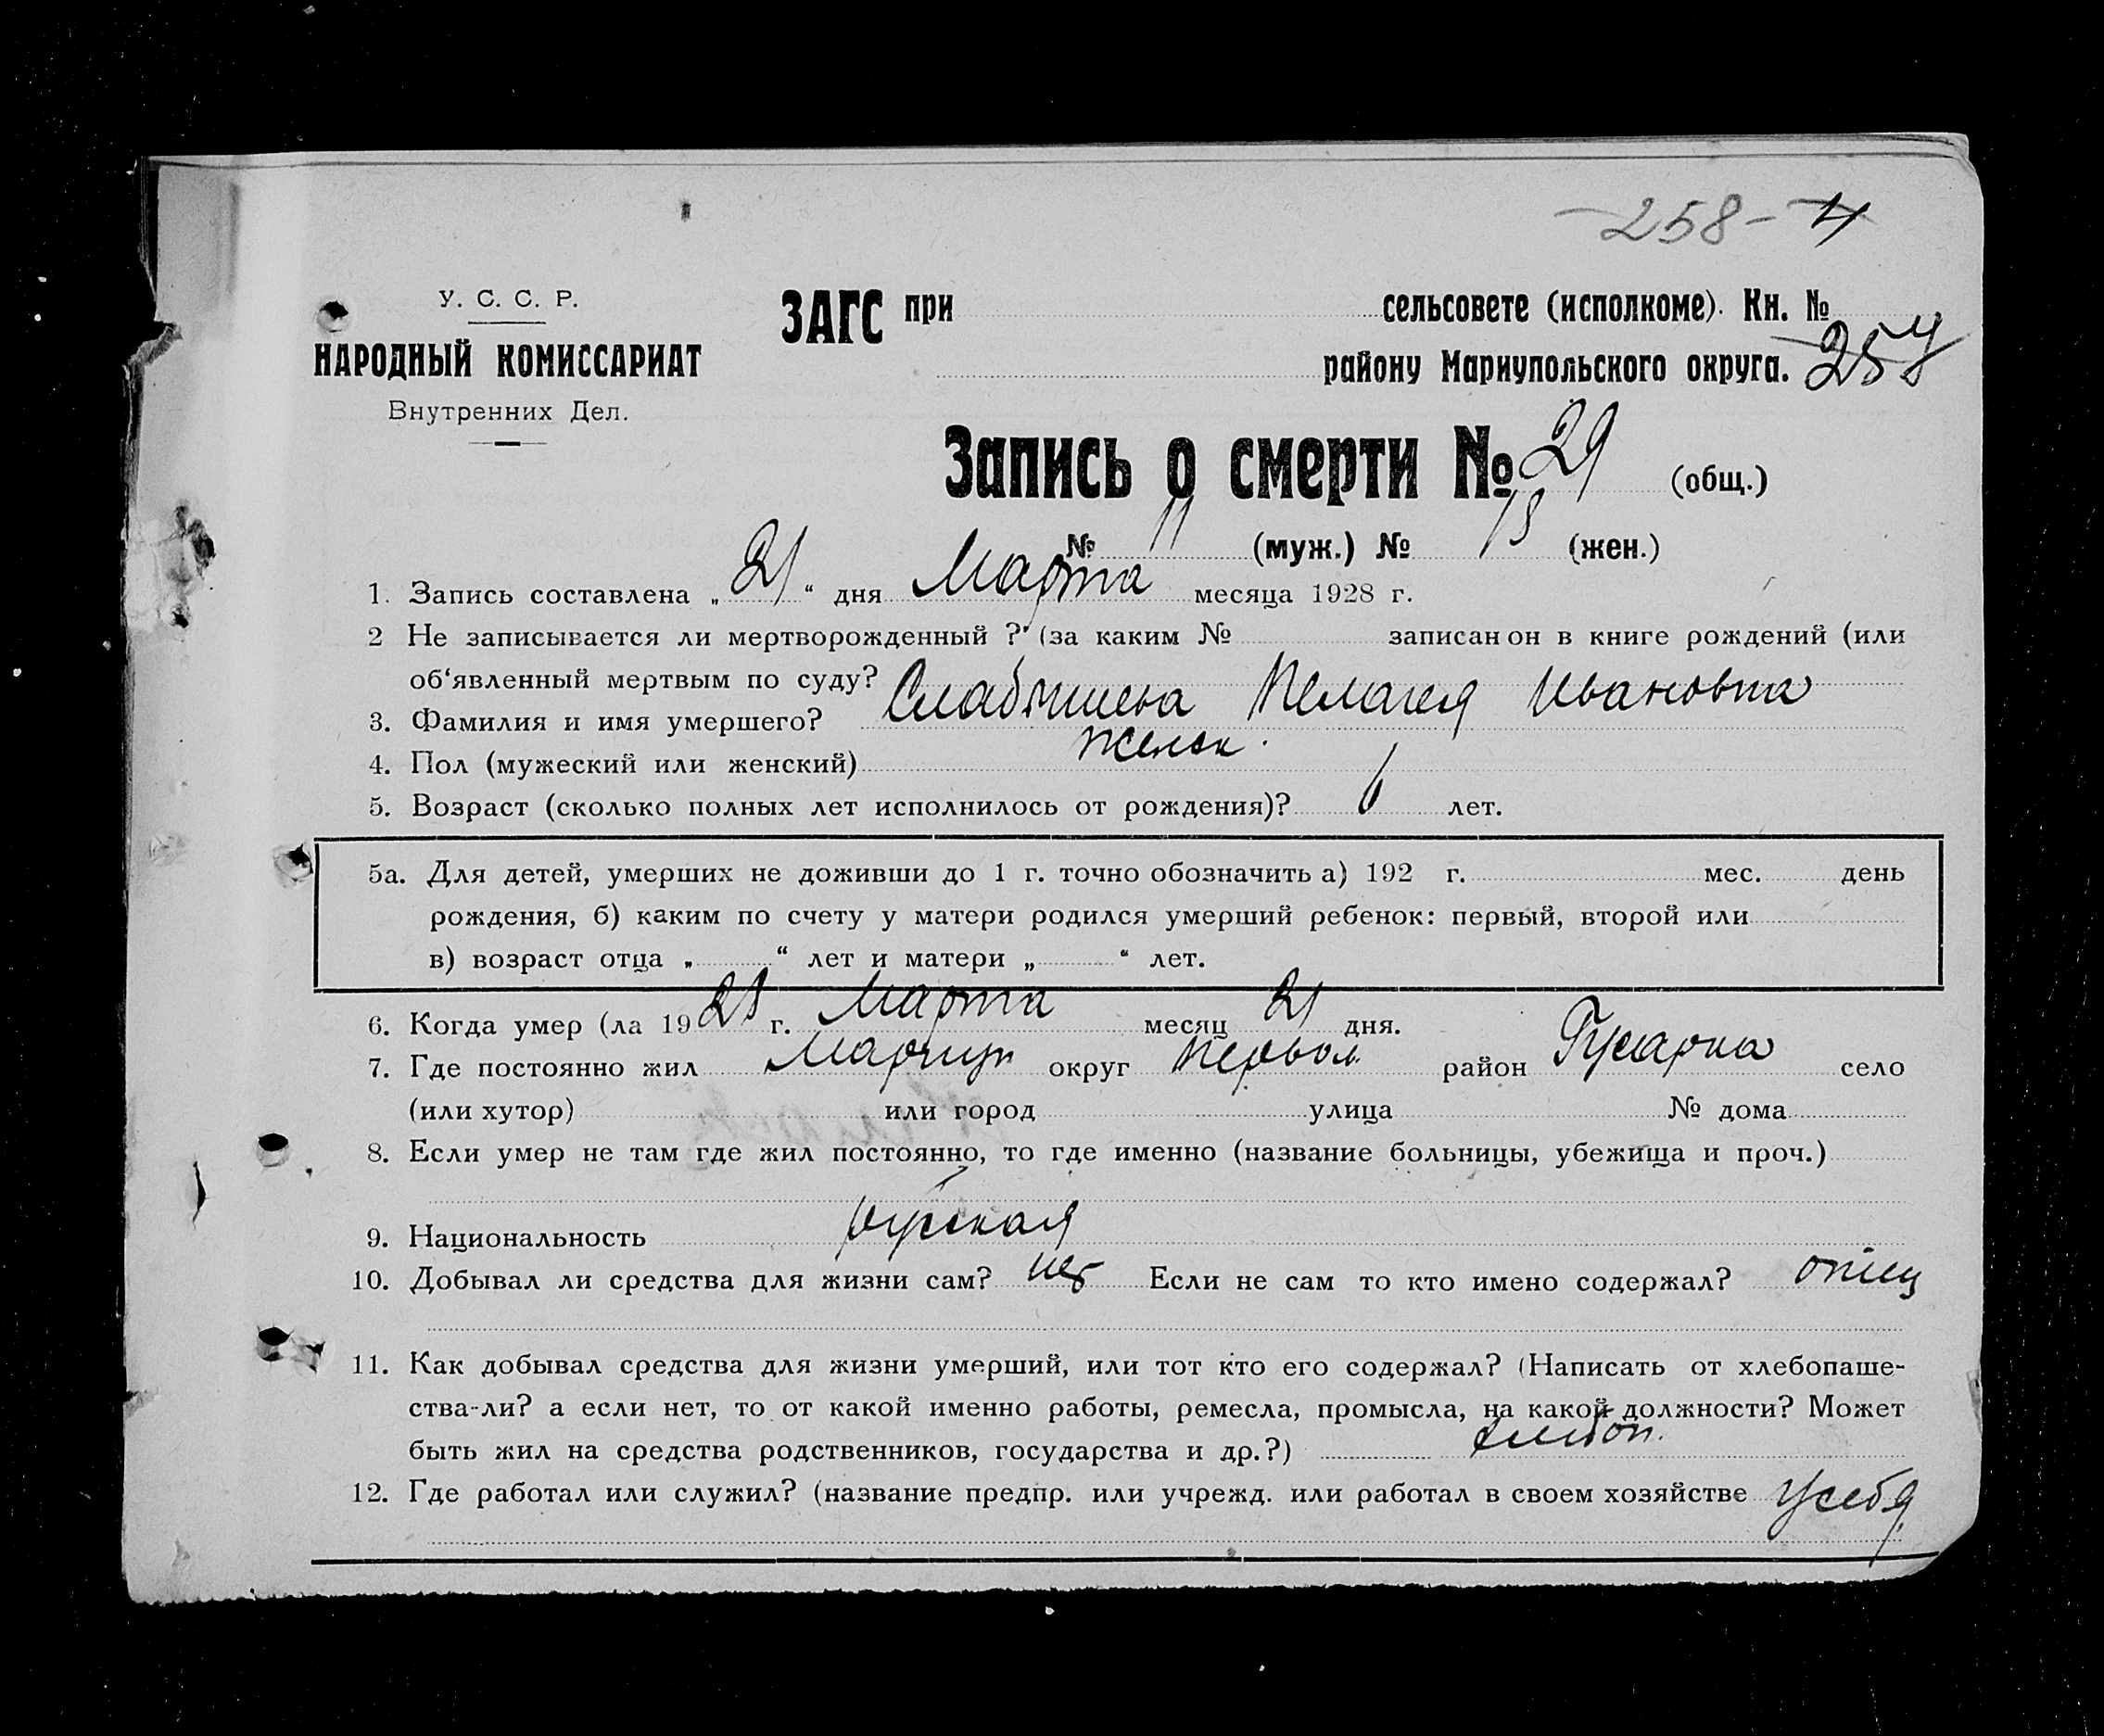 258-
У. С. С. Р.
НАРОДНЫЙ КОМИССАРИАТ
Внутренних Дел.
ЗАГС при сельсовете (исполкоме). Кн. №
району Мариупольского округа. 257
Запись о смерти № 29 (общ.)
№ 11 (муж.) № 18 (жен.)
1. Запись составлена „21“ дня Марта месяца 1928 г.
2 Не записывается ли мертворожденный ? (за каким № записан он в книге рождений (или
об‘явленный мертвым по суду?
3. Фамилия и имя умершего? Пелагея Ивановна
4. Пол (мужеский или женский) женск.
5. Возраст (сколько полных лет исполнилось от рождения)? 6 лет.
5а. Для детей, умерших не доживши до 1 г. точно обозначить а) 192 г. мес. день
рождения, б) каким по счету у матери родился умерший ребенок: первый, второй или
в) возраст отца „ “ лет и матери „ “ лет.
6. Когда умер (ла 1928 г. Марта месяц 21 дня.
7. Где постоянно жил Мариуп округ Первом район Гусарка село
(или хутор) или город улица № дома
8. Если умер не там где жил постоянно, то где именно (название больницы, убежища и проч.)
9. Национальность русская
10. Добывал ли средства для жизни сам? нет Если не сам то кто имено содержал? отец
11. Как добывал средства для жизни умерший, или тот кто его содержал? (Написать от хлебопаше-
ства-ли? а если нет, то от какой именно работы, ремесла, промысла, на какой должности? Может
быть жил на средства родственников, государства и др.?) хлебоп.
12. Где работал или служил? (название предпр. или учрежд. или работал в своем хозяйстве у себя